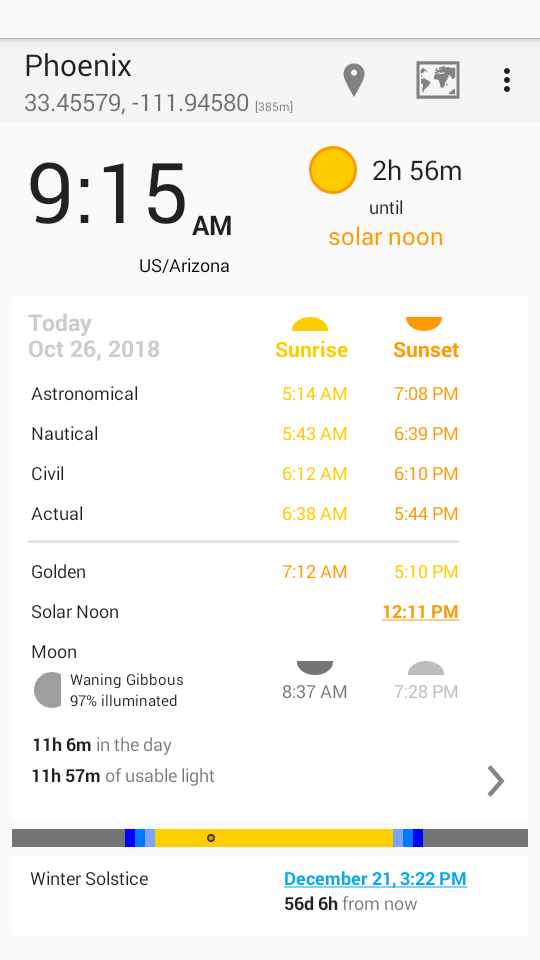 Phoenix
33.45579, -111.94580 [385m]
9:15 AM
US/Arizona
2h 56m
until
solar noon
Today
Oct 26, 2018
Sunrise Sunset
Astronomical 5:14 AM 7:08 PM
Nautical 5:43 AM 6:39 PM
Civil 6:12 AM 6:10 PM
Actual 6:38 AM 5:44 PM
Golden 7:12 AM 5:10 PM
Solar Noon 12:11 PM
Moon
Waning Gibbous
97% illuminated
8:37 AM 7:28 PM
11h 6m in the day
11h 57m of usable light
Winter Solstice December 21, 3:22 PM
56d 6h from now